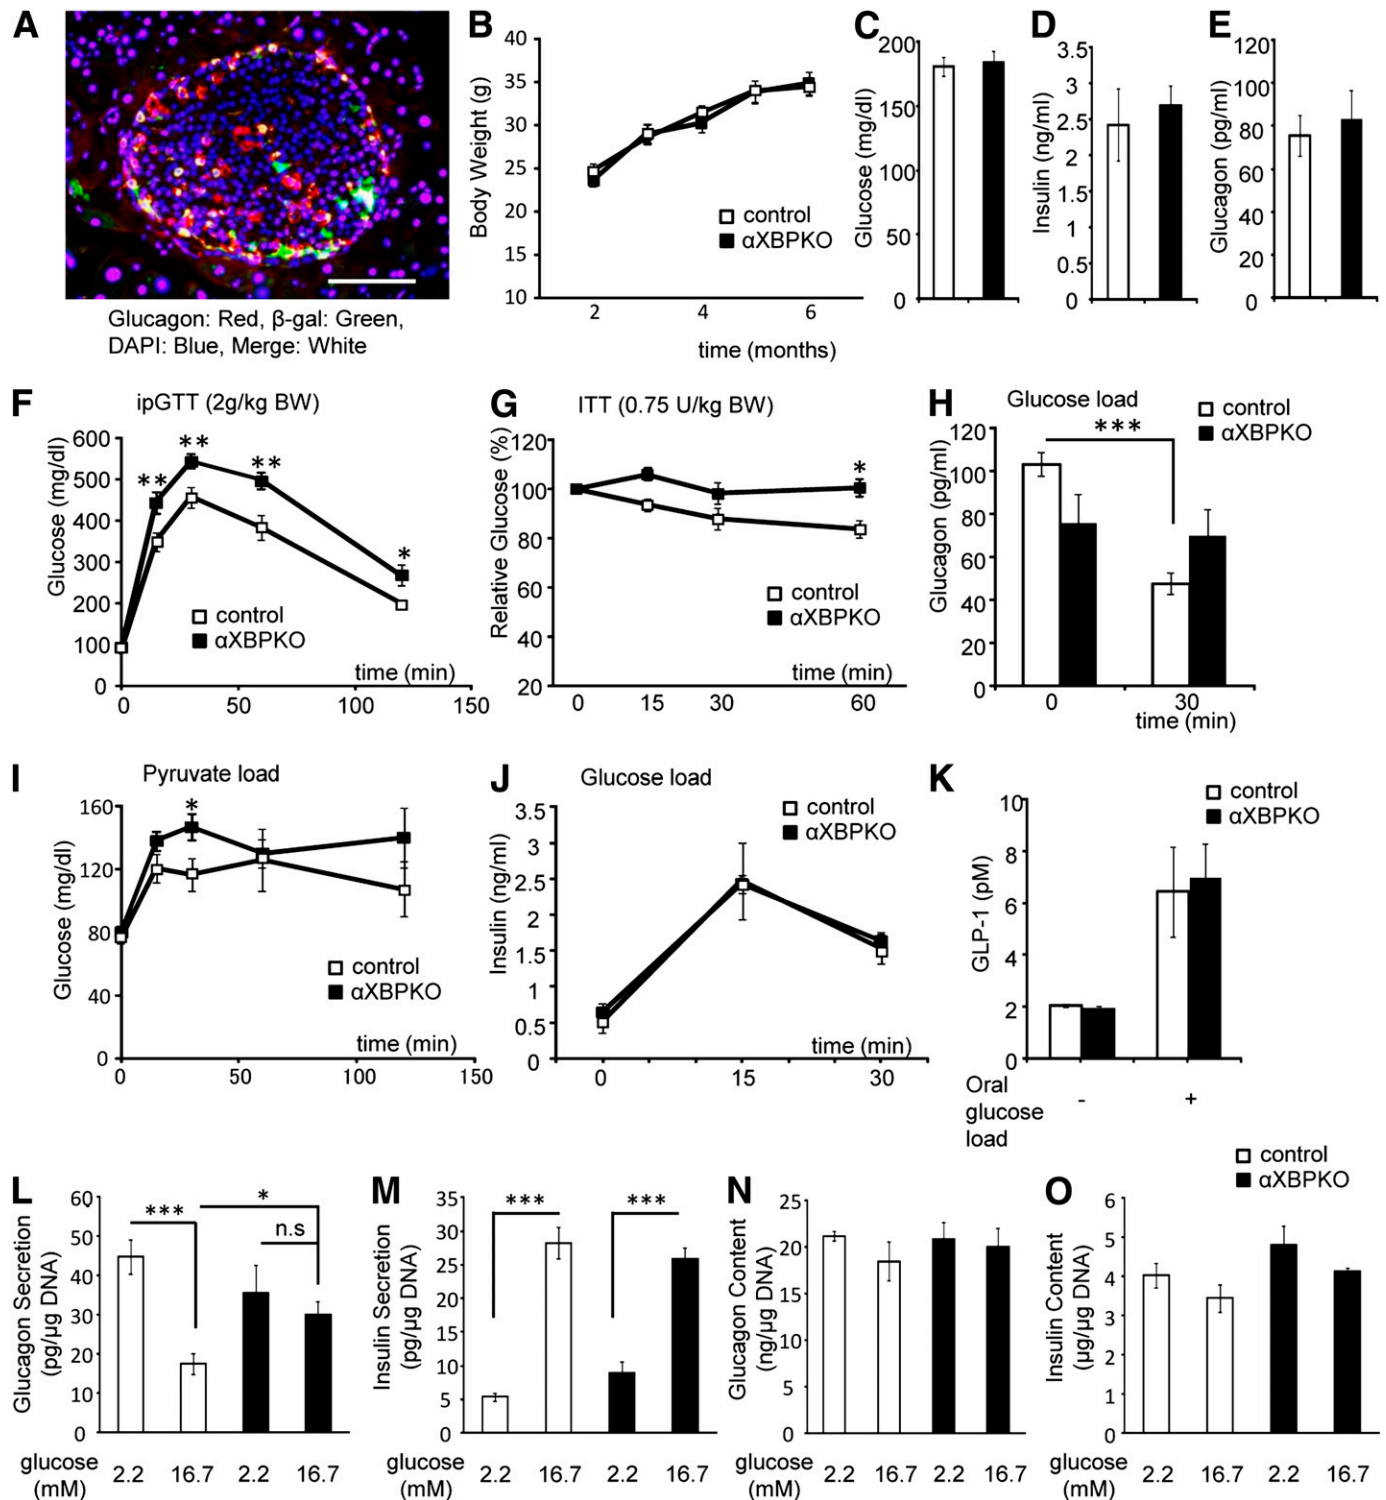 A
Glucagon: Red, β-gal: Green,
DAPI: Blue, Merge: White
B
Body Weight (g)
40
35
30
25
20
15
10
control
αXBPKO
2
4
6
time (months)
C
Glucose (mg/dl)
200
150
100
50
0
D
Insulin (ng/ml)
3.5
3
2.5
2
1.5
1
0.5
0
E
Glucagon (pg/ml)
120
100
80
60
40
20
0
F
ipGTT (2g/kg BW)
Glucose (mg/dl)
600
500
400
300
200
100
0
**
**
**
*
control
αXBPKO
time (min)
0
50
100
150
G
ITT (0.75 U/kg BW)
Relative Glucose (%)
120
100
80
60
40
20
*
control
αXBPKO
time (min)
0
15
30
60
H
Glucose load
control
αXBPKO
Glucagon (pg/ml)
120
100
80
60
40
20
0
***
0
30
time (min)
I
Pyruvate load
Glucose (mg/dl)
160
120
80
40
0
*
control
αXBPKO
time (min)
0
50
100
150
J
Glucose load
control
αXBPKO
Insulin (ng/ml)
3.5
3
2.5
2
1.5
1
0.5
0
time (min)
0
15
30
K
control
αXBPKO
GLP-1 (pM)
10
8
6
4
2
0
Oral
glucose
load
-
+
control
αXBPKO
L
Glucagon Secretion
(pg/µg DNA)
60
50
40
30
20
10
0
***
*
n.s
glucose
(mM)
2.2
16.7
2.2
16.7
M
Insulin Secretion
(pg/µg DNA)
35
30
25
20
15
10
5
0
***
***
glucose
(mM)
2.2
16.7
2.2
16.7
N
Glucagon Content
(ng/µg DNA)
25
20
15
10
5
0
glucose
(mM)
2.2
16.7
2.2
16.7
O
Insulin Content
(µg/µg DNA)
6
5
4
3
2
1
0
glucose
(mM)
2.2
16.7
2.2
16.7